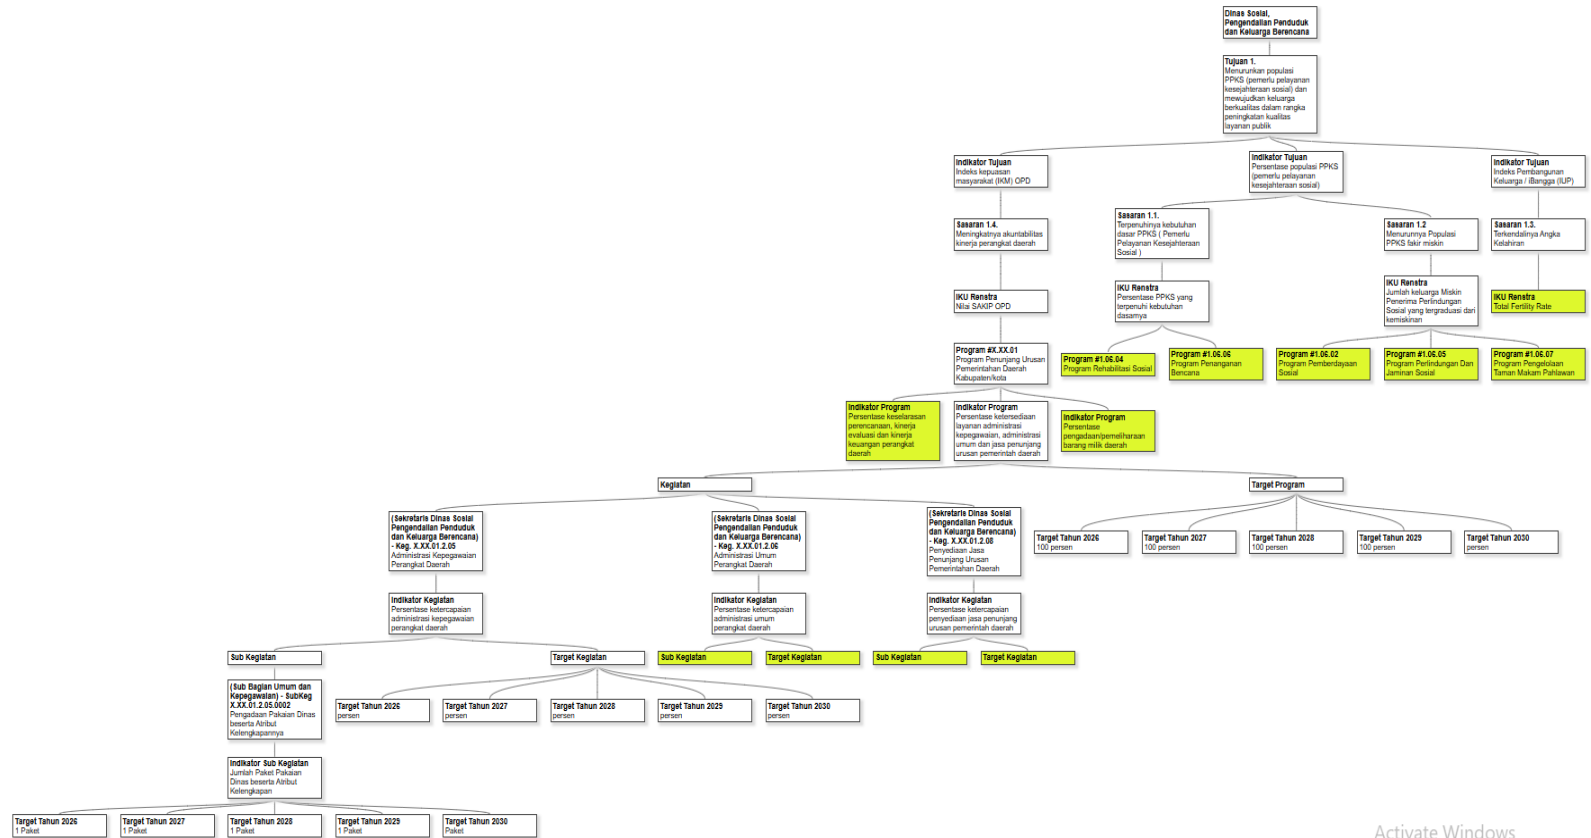 Dinas Sosial,
Pengendalian Penduduk
dan Keluarga Berencana
Tujuan 1.
Menurunkan populasi
PPKS (pemerlu pelayanan
kesejahteraan sosial) dan
mewujudkan keluarga
berkualitas dalam rangka
peningkatan kualitas
layanan publik
Indikator Tujuan
Indeks kepuasan
masyarakat (IKM) OPD
Indikator Tujuan
Persentase populasi PPKS
(pemerlu pelayanan
kesejahteraan sosial)
Indikator Tujuan
Indeks Pembangunan
Keluarga / iBangga (IUP)
Sasaran 1.4.
Meningkatnya akuntabilitas
kinerja perangkat daerah
Sasaran 1.1.
Terpenuhinya kebutuhan
dasar PPKS ( Pemerlu
Pelayanan Kesejahteraan
Sosial )
Sasaran 1.2
Menurunnya Populasi
PPKS fakir miskin
Sasaran 1.3.
Terkendalinya Angka
Kelahiran
IKU Renstra
Nilai SAKIP OPD
IKU Renstra
Persentase PPKS yang
terpenuhi kebutuhan
dasarnya
IKU Renstra
Jumlah keluarga Miskin
Penerima Perlindungan
Sosial yang tergraduasi dari
kemiskinan
IKU Renstra
Total Fertility Rate
Program #X.XX.01
Program Penunjang Urusan
Pemerintahan Daerah
Kabupaten/kota
Program #1.06.04
Program Rehabilitasi Sosial
Program #1.06.06
Program Penanganan
Bencana
Program #1.06.02
Program Pemberdayaan
Sosial
Program #1.06.05
Program Perlindungan Dan
Jaminan Sosial
Program #1.06.07
Program Pengelolaan
Taman Makam Pahlawan
Indikator Program
Persentase keselarasan
perencanaan, kinerja
evaluasi dan kinerja
keuangan perangkat
daerah
Indikator Program
Persentase ketersediaan
layanan administrasi
kepegawaian, administrasi
umum dan jasa penunjang
urusan pemerintah daerah
Indikator Program
Persentase
pengadaan/pemeliharaan
barang milik daerah
Kegiatan
Target Program
(Sekretaris Dinas Sosial
Pengendalian Penduduk
dan Keluarga Berencana)
- Keg. X.XX.01.2.05
Administrasi Kepegawaian
Perangkat Daerah
(Sekretaris Dinas Sosial
Pengendalian Penduduk
dan Keluarga Berencana)
- Keg. X.XX.01.2.06
Administrasi Umum
Perangkat Daerah
(Sekretaris Dinas Sosial
Pengendalian Penduduk
dan Keluarga Berencana)
- Keg. X.XX.01.2.08
Penyediaan Jasa
Penunjang Urusan
Pemerintahan Daerah
Target Tahun 2026
100 persen
Target Tahun 2027
100 persen
Target Tahun 2028
100 persen
Target Tahun 2029
100 persen
Target Tahun 2030
persen
Indikator Kegiatan
Persentase ketercapaian
administrasi kepegawaian
perangkat daerah
Indikator Kegiatan
Persentase ketercapaian
administrasi umum
perangkat daerah
Indikator Kegiatan
Persentase ketercapaian
penyediaan jasa penunjang
urusan pemerintah daerah
Sub Kegiatan
Target Kegiatan
Sub Kegiatan
Target Kegiatan
Sub Kegiatan
Target Kegiatan
(Sub Bagian Umum dan
Kepegawaian) - SubKeg
X.XX.01.2.05.0002
Pengadaan Pakaian Dinas
beserta Atribut
Kelengkapannya
Target Tahun 2026
persen
Target Tahun 2027
persen
Target Tahun 2028
persen
Target Tahun 2029
persen
Target Tahun 2030
persen
Indikator Sub Kegiatan
Jumlah Paket Pakaian
Dinas beserta Atribut
Kelengkapan
Target Tahun 2026
1 Paket
Target Tahun 2027
1 Paket
Target Tahun 2028
1 Paket
Target Tahun 2029
1 Paket
Target Tahun 2030
Paket
Activate Windows